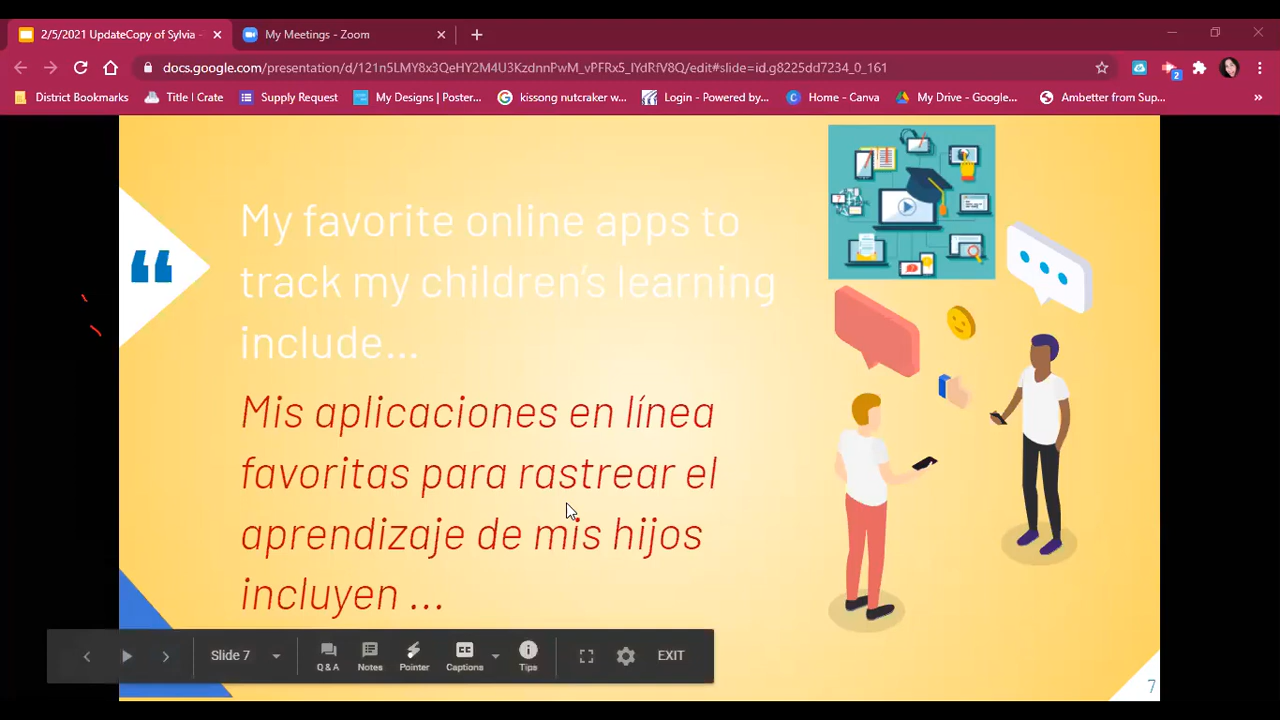 2/5/2021 UpdateCopy of Sylvia -
My Meetings - Zoom
docs.google.com/presentation/d/121n5LMY8x3QeHY2M4U3KzdnnPwM_vPFRx5_IYdRfV8Q/edit#slide=id.g8225dd7234_0_161
2
District Bookmarks
Title I Crate
Supply Request
My Designs | Poster...
kissong nutcraker w...
Login - Powered by...
Home - Canva
My Drive - Google...
Ambetter from Sup...
“
My favorite online apps to
track my children’s learning
include...
Mis aplicaciones en línea
favoritas para rastrear el
aprendizaje de mis hijos
incluyen ...
Slide 7
Q & A
Notes
Pointer
CC
Captions
Tips
EXIT
7